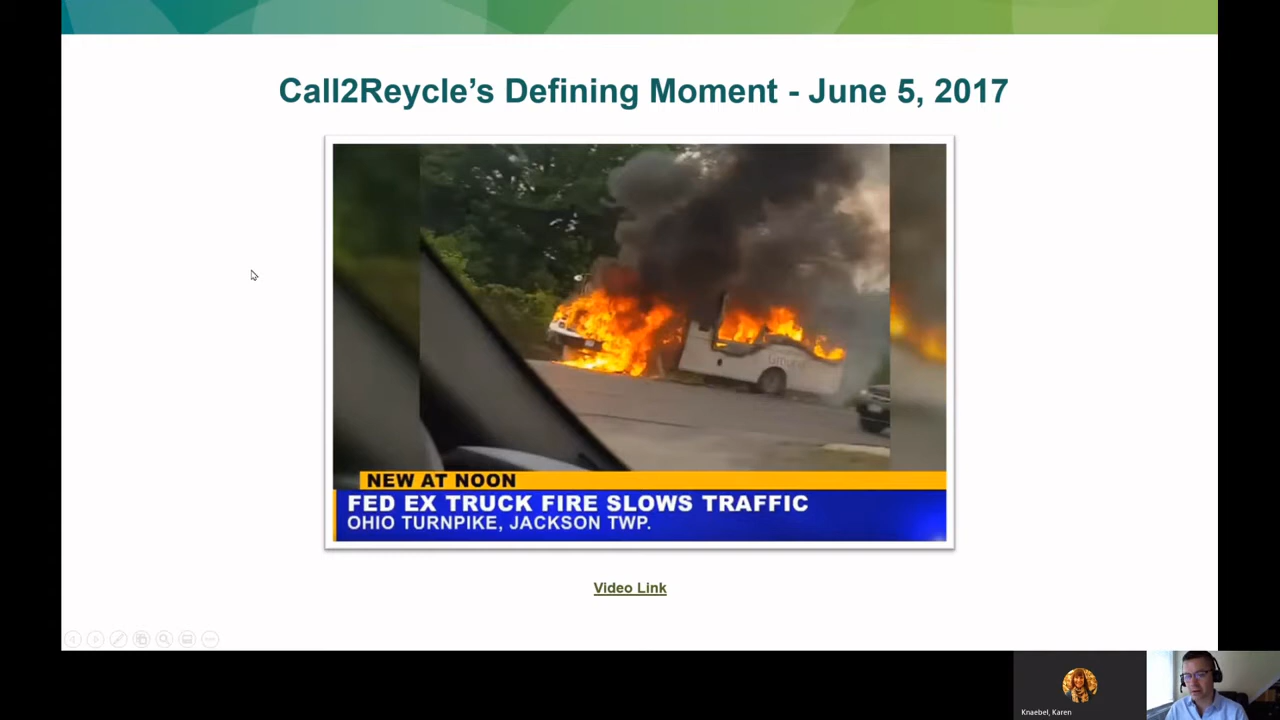 Call2Reycle's Defining Moment - June 5, 2017
NEW AT NOON
FED EX TRUCK FIRE SLOWS TRAFFIC
OHIO TURNPIKE, JACKSON TWP.
Video Link
Knaebel, Karen